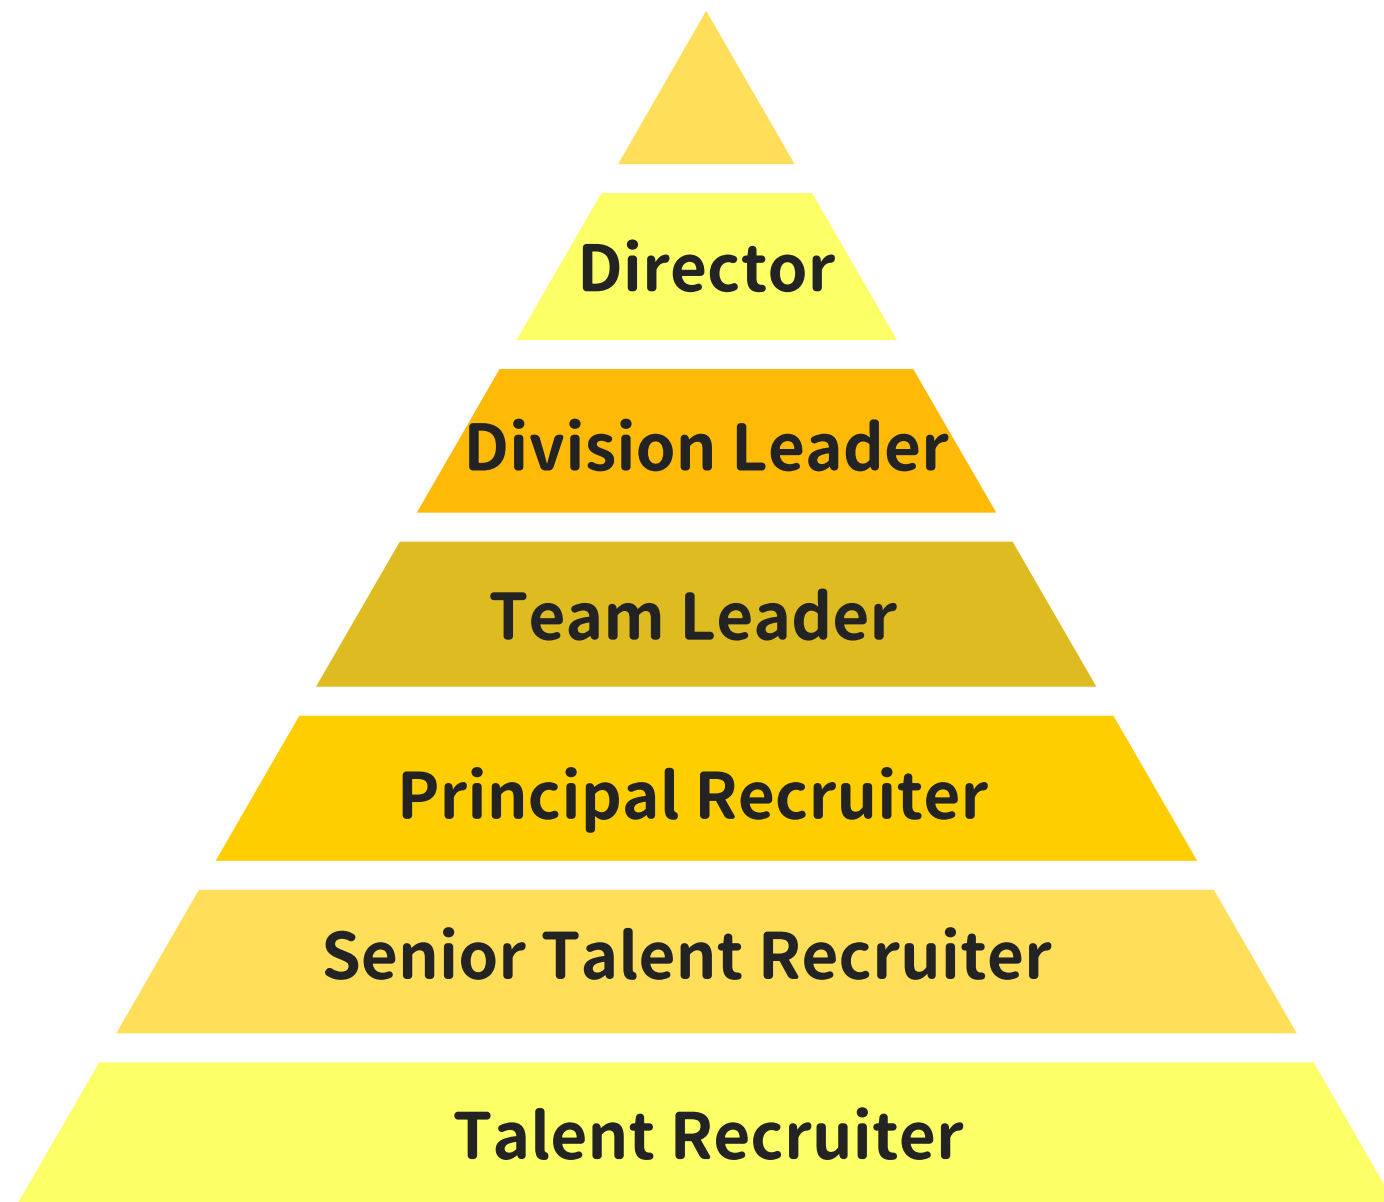 Director
Division Leader
Team Leader
Principal Recruiter
Senior Talent Recruiter
Talent Recruiter